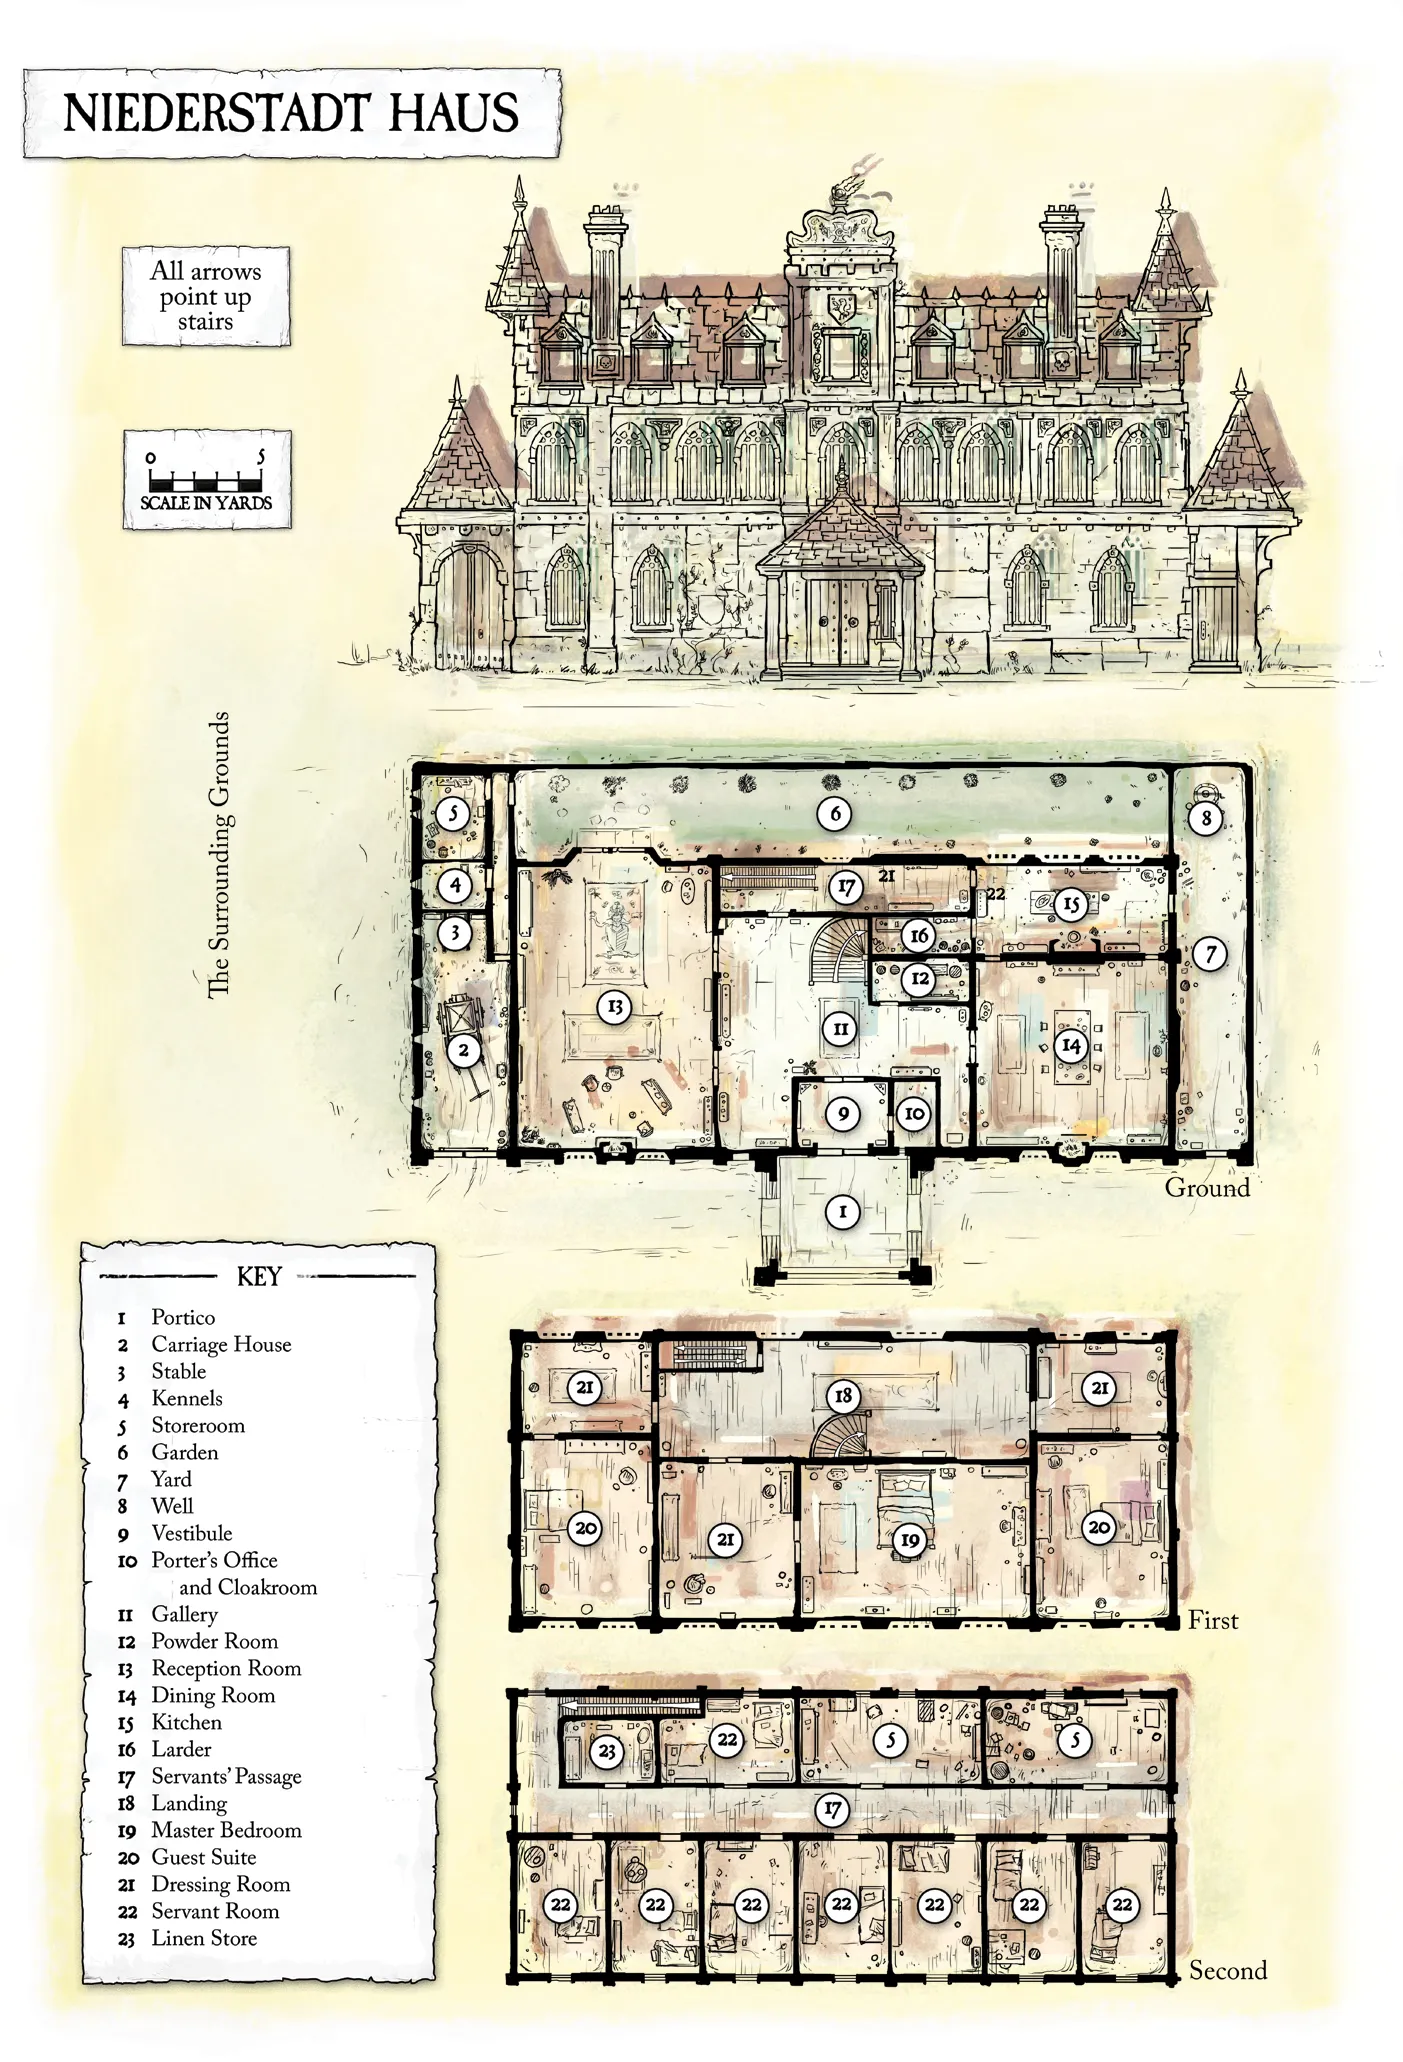 NIEDERSTADT HAUS
All arrows
point up
stairs
0 5
SCALE IN YARDS
The Surrounding Grounds
5
6
8
4
17
21
22
15
3
16
7
12
13
11
14
2
9
10
Ground
1
KEY
1 Portico
2 Carriage House
3 Stable
4 Kennels
5 Storeroom
6 Garden
7 Yard
8 Well
9 Vestibule
10 Porter's Office
and Cloakroom
11 Gallery
12 Powder Room
13 Reception Room
14 Dining Room
15 Kitchen
16 Larder
17 Servants' Passage
18 Landing
19 Master Bedroom
20 Guest Suite
21 Dressing Room
22 Servant Room
23 Linen Store
21
18
21
20
21
19
20
First
23
22
5
5
17
22
22
22
22
22
22
22
Second